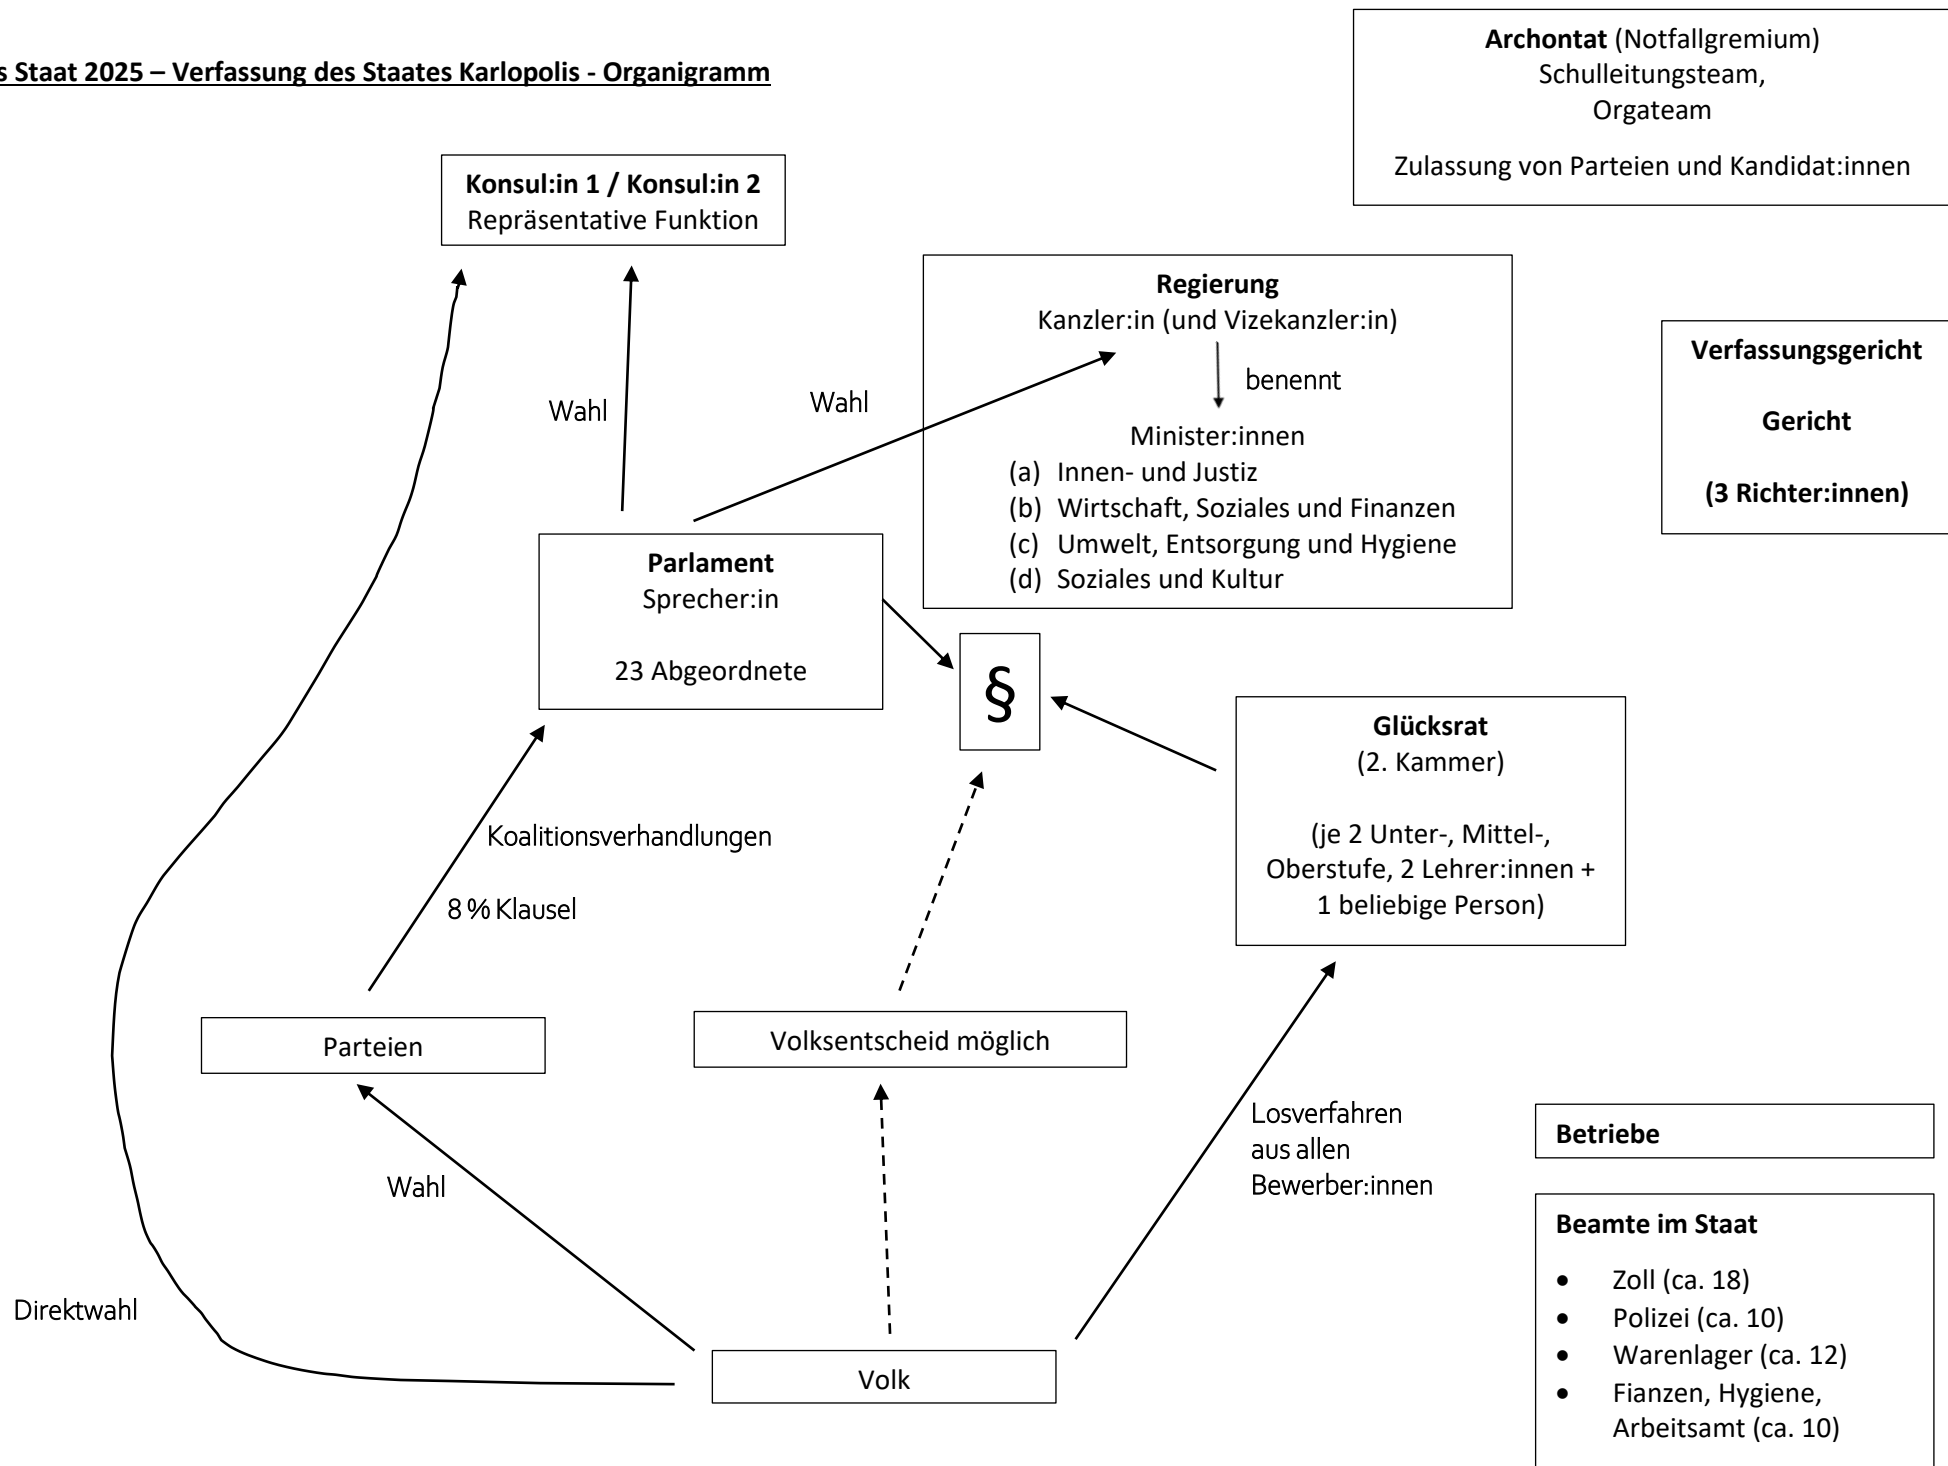 s Staat 2025 – Verfassung des Staates Karlopolis - Organigramm
Archontat (Notfallgremium)
Schulleitungsteam,
Orgateam
Zulassung von Parteien und Kandidat:innen
Konsul:in 1 / Konsul:in 2
Repräsentative Funktion
Regierung
Kanzler:in (und Vizekanzler:in)
benennt
Minister:innen
(a) Innen- und Justiz
(b) Wirtschaft, Soziales und Finanzen
(c) Umwelt, Entsorgung und Hygiene
(d) Soziales und Kultur
Verfassungsgericht
Gericht
(3 Richter:innen)
Wahl
Wahl
Parlament
Sprecher:in
23 Abgeordnete
§
Glücksrat
(2. Kammer)
(je 2 Unter-, Mittel-,
Oberstufe, 2 Lehrer:innen +
1 beliebige Person)
Koalitionsverhandlungen
8 % Klausel
Parteien
Volksentscheid möglich
Losverfahren
aus allen
Bewerber:innen
Wahl
Direktwahl
Volk
Betriebe
Beamte im Staat
• Zoll (ca. 18)
• Polizei (ca. 10)
• Warenlager (ca. 12)
• Fianzen, Hygiene,
Arbeitsamt (ca. 10)